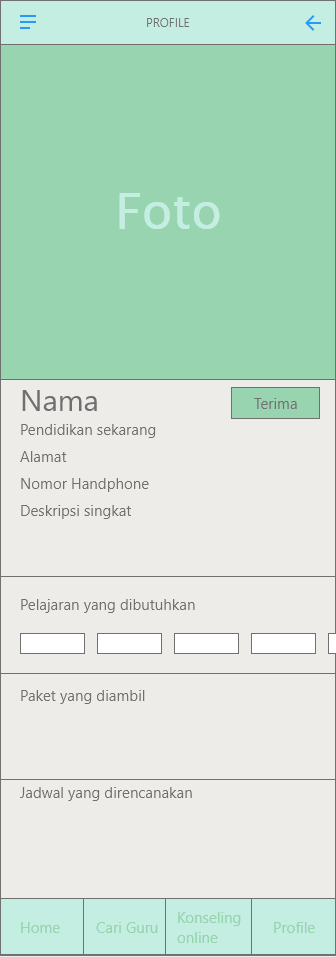 PROFILE
Foto
Nama
Terima
Pendidikan sekarang
Alamat
Nomor Handphone
Deskripsi singkat
Pelajaran yang dibutuhkan
Paket yang diambil
Jadwal yang direncanakan
Home
Cari Guru
Konseling
online
Profile